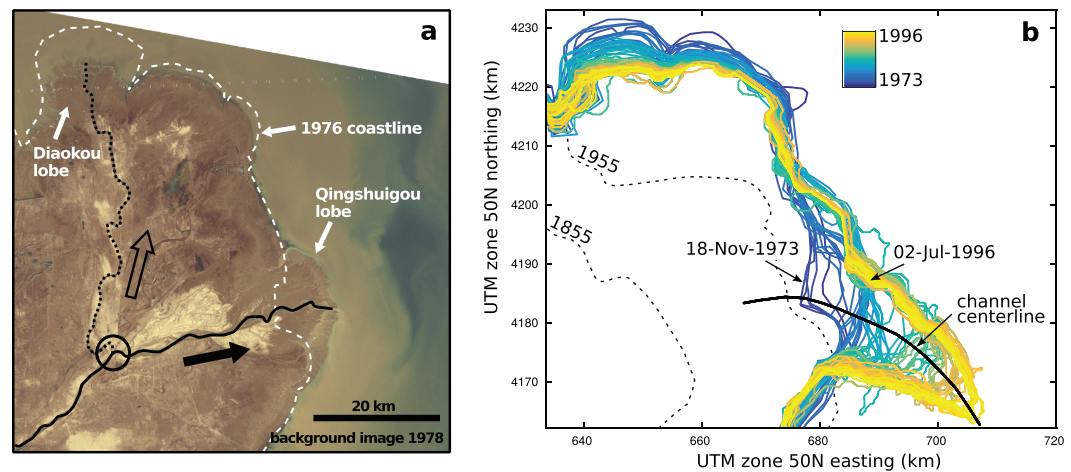 a
Diaokou
lobe
1976 coastline
Qingshuigou
lobe
20 km
background image 1978
b
UTM zone 50N northing (km)
4230
4220
4210
4200
4190
4180
4170
1996
1973
1955
1855
18-Nov-1973
02-Jul-1996
channel
centerline
640
660
680
700
720
UTM zone 50N easting (km)